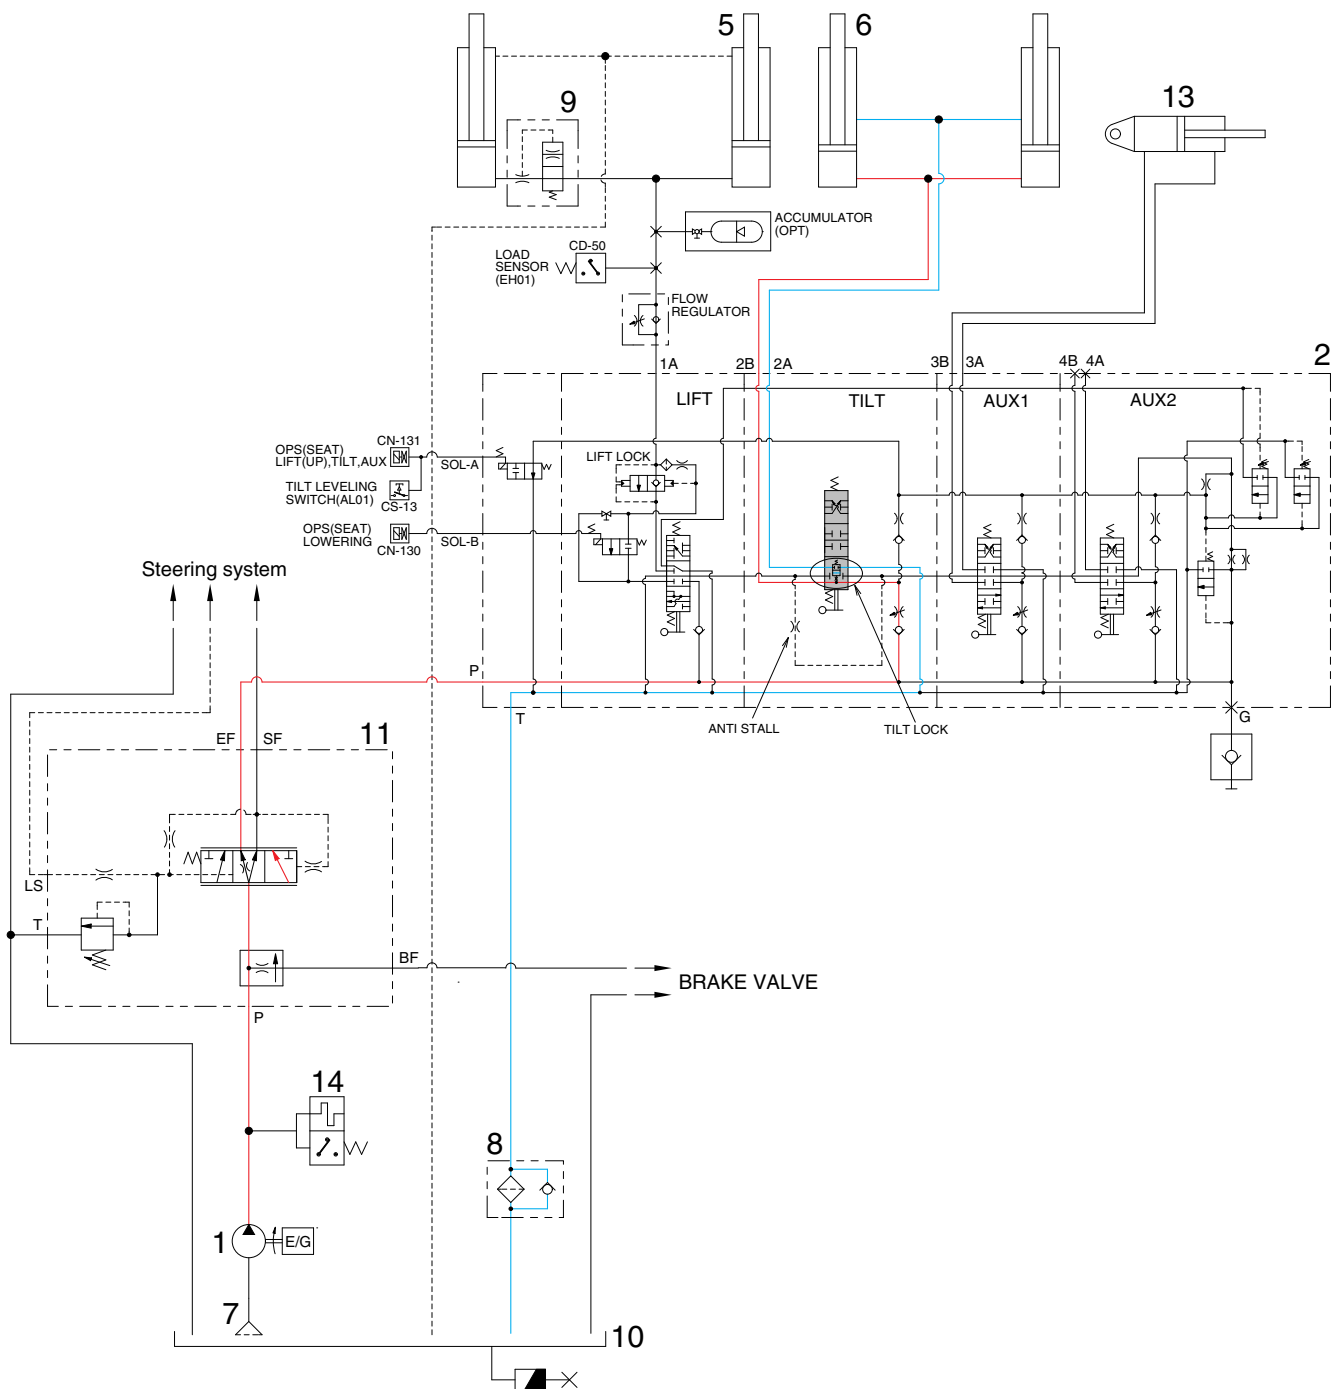 5
6
9
13
ACCUMULATOR
(OPT)
CD-50
LOAD
SENSOR
(EH01)
FLOW
REGULATOR
1A
2B
2A
3B
3A
4B
4A
2
LIFT
TILT
AUX1
AUX2
CN-131
OPS(SEAT)
LIFT(UP),TILT,AUX
SOL-A
LIFT LOCK
TILT LEVELING
SWITCH(AL01)
CS-13
OPS(SEAT)
LOWERING
CN-130
SOL-B
Steering system
P
T
ANTI STALL
TILT LOCK
G
EF
SF
11
LS
T
BF
BRAKE VALVE
P
14
8
1
E/G
7
10